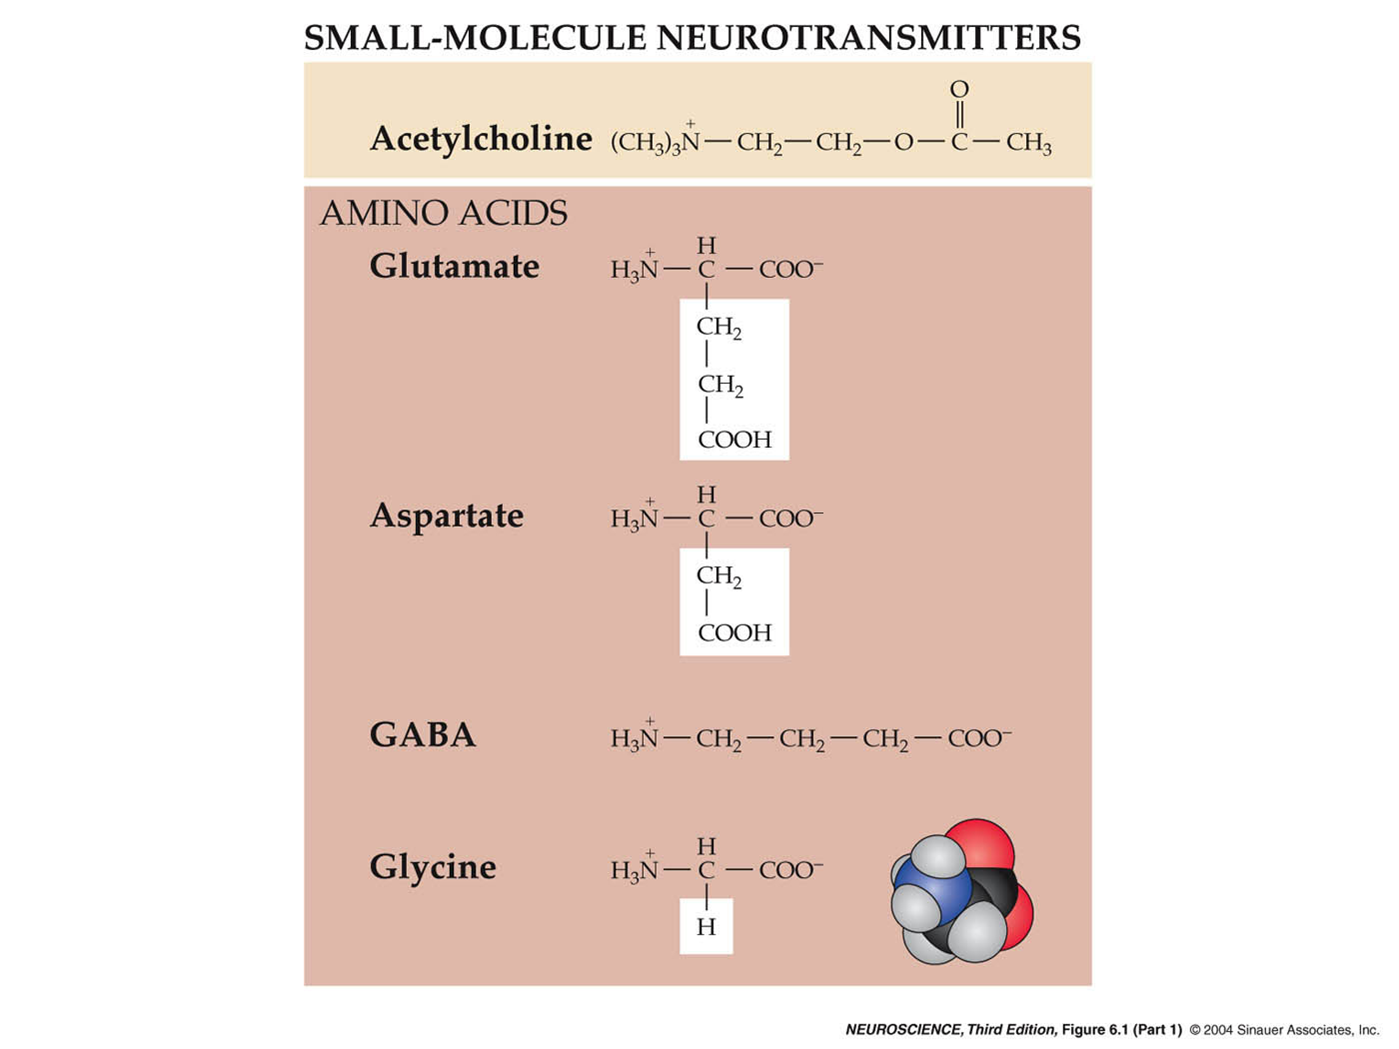 SMALL-MOLECULE NEUROTRANSMITTERS
O
Acetylcholine (CH₃)₃N⁺—CH₂—CH₂—O—C—CH₃
AMINO ACIDS
H
Glutamate H₃N⁺—C—COO⁻
CH₂
CH₂
COOH
H
Aspartate H₃N⁺—C—COO⁻
CH₂
COOH
GABA H₃N⁺—CH₂—CH₂—CH₂—COO⁻
H
Glycine H₃N⁺—C—COO⁻
H
NEUROSCIENCE, Third Edition, Figure 6.1 (Part 1) © 2004 Sinauer Associates, Inc.